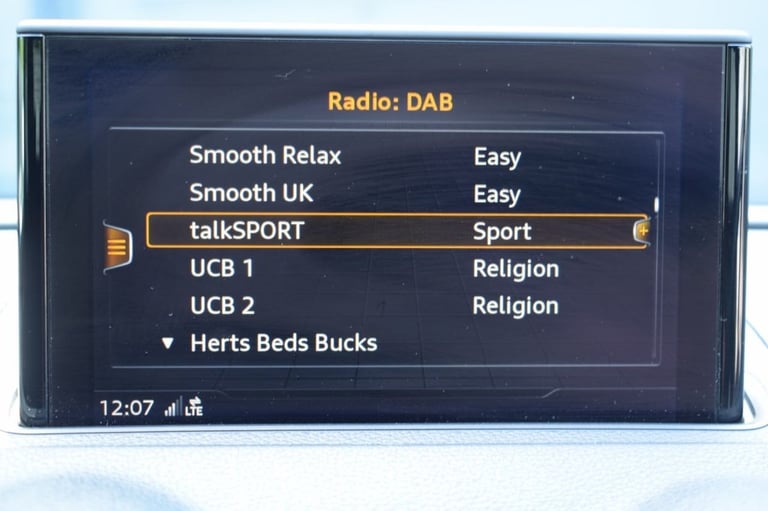 Radio: DAB
Smooth Relax Easy
Smooth UK Easy
talkSPORT Sport
UCB 1 Religion
UCB 2 Religion
▼ Herts Beds Bucks
12:07 LTE